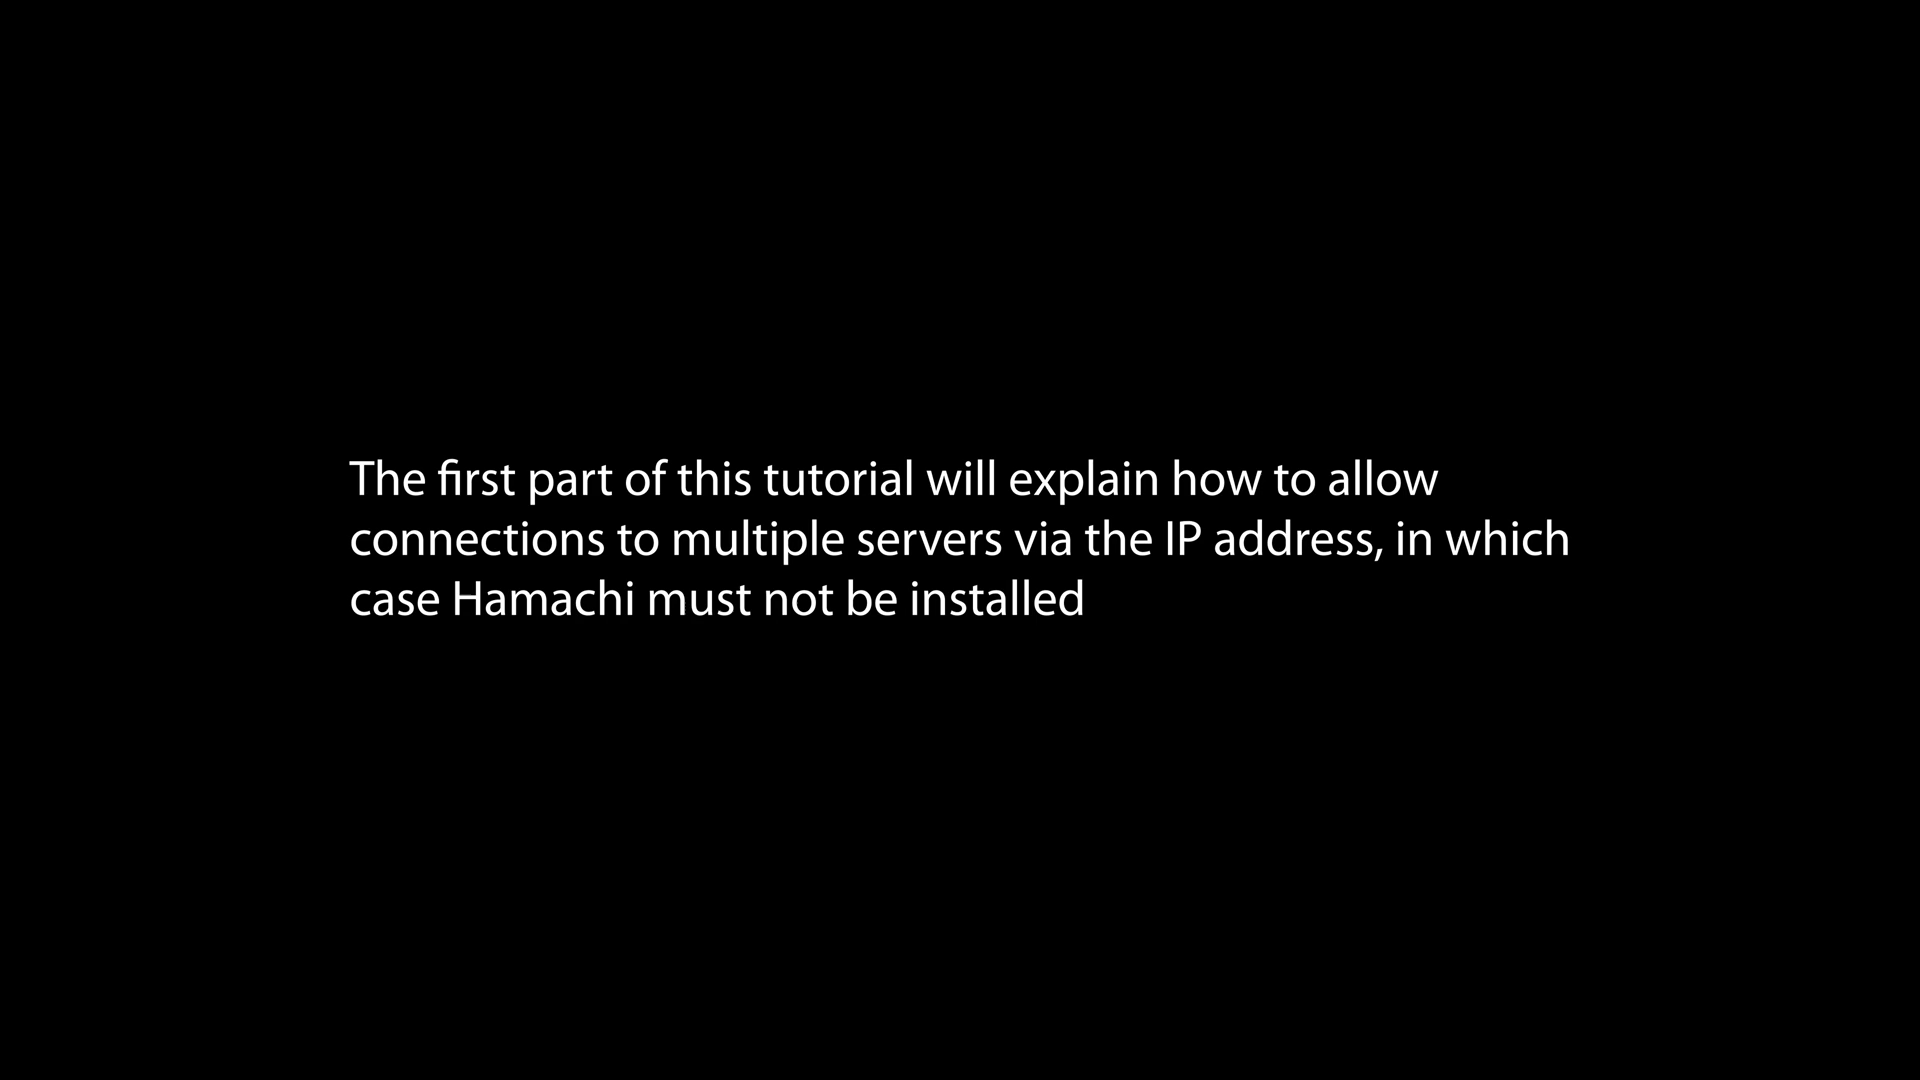 The first part of this tutorial will explain how to allow
connections to multiple servers via the IP address, in which
case Hamachi must not be installed